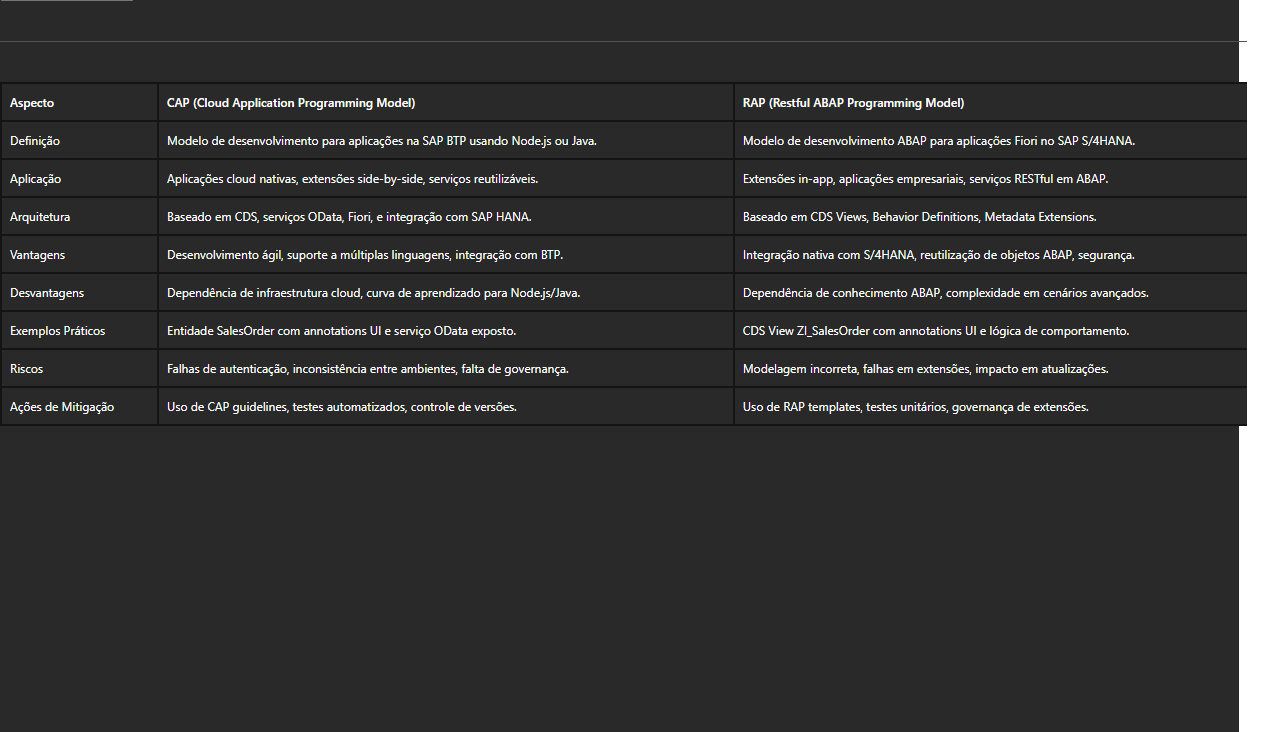 Aspecto CAP (Cloud Application Programming Model) RAP (Restful ABAP Programming Model)
Definição Modelo de desenvolvimento para aplicações na SAP BTP usando Node.js ou Java. Modelo de desenvolvimento ABAP para aplicações Fiori no SAP S/4HANA.
Aplicação Aplicações cloud nativas, extensões side-by-side, serviços reutilizáveis. Extensões in-app, aplicações empresariais, serviços RESTful em ABAP.
Arquitetura Baseado em CDS, serviços OData, Fiori, e integração com SAP HANA. Baseado em CDS Views, Behavior Definitions, Metadata Extensions.
Vantagens Desenvolvimento ágil, suporte a múltiplas linguagens, integração com BTP. Integração nativa com S/4HANA, reutilização de objetos ABAP, segurança.
Desvantagens Dependência de infraestrutura cloud, curva de aprendizado para Node.js/Java. Dependência de conhecimento ABAP, complexidade em cenários avançados.
Exemplos Práticos Entidade SalesOrder com annotations UI e serviço OData exposto. CDS View ZI_SalesOrder com annotations UI e lógica de comportamento.
Riscos Falhas de autenticação, inconsistência entre ambientes, falta de governança. Modelagem incorreta, falhas em extensões, impacto em atualizações.
Ações de Mitigação Uso de CAP guidelines, testes automatizados, controle de versões. Uso de RAP templates, testes unitários, governança de extensões.